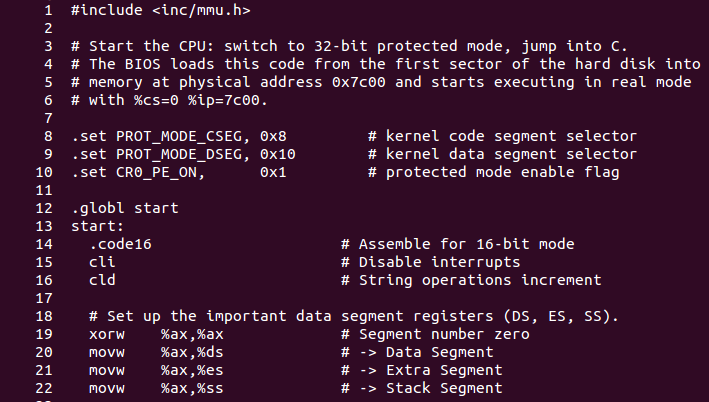 1 #include <inc/mmu.h>
2
3 # Start the CPU: switch to 32-bit protected mode, jump into C.
4 # The BIOS loads this code from the first sector of the hard disk into
5 # memory at physical address 0x7c00 and starts executing in real mode
6 # with %cs=0 %ip=7c00.
7
8 .set PROT_MODE_CSEG, 0x8         # kernel code segment selector
9 .set PROT_MODE_DSEG, 0x10        # kernel data segment selector
10 .set CR0_PE_ON,      0x1         # protected mode enable flag
11
12 .globl start
13 start:
14   .code16                     # Assemble for 16-bit mode
15   cli                         # Disable interrupts
16   cld                         # String operations increment
17
18   # Set up the important data segment registers (DS, ES, SS).
19   xorw    %ax,%ax             # Segment number zero
20   movw    %ax,%ds             # -> Data Segment
21   movw    %ax,%es             # -> Extra Segment
22   movw    %ax,%ss             # -> Stack Segment